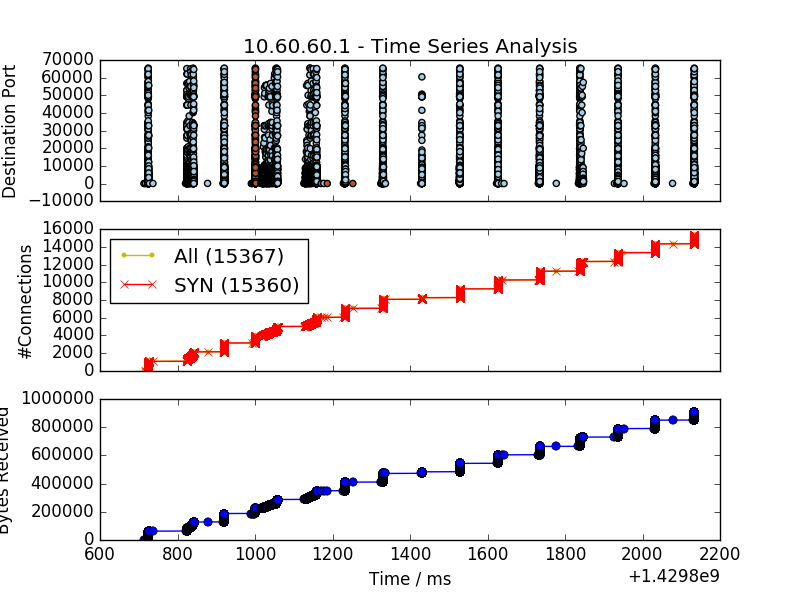 10.60.60.1 - Time Series Analysis
Destination Port
70000
60000
50000
40000
30000
20000
10000
0
−10000
#Connections
16000
14000
12000
10000
8000
6000
4000
2000
0
All (15367)
SYN (15360)
Bytes Received
1000000
800000
600000
400000
200000
0
600 800 1000 1200 1400 1600 1800 2000 2200
Time / ms
+1.4298e9